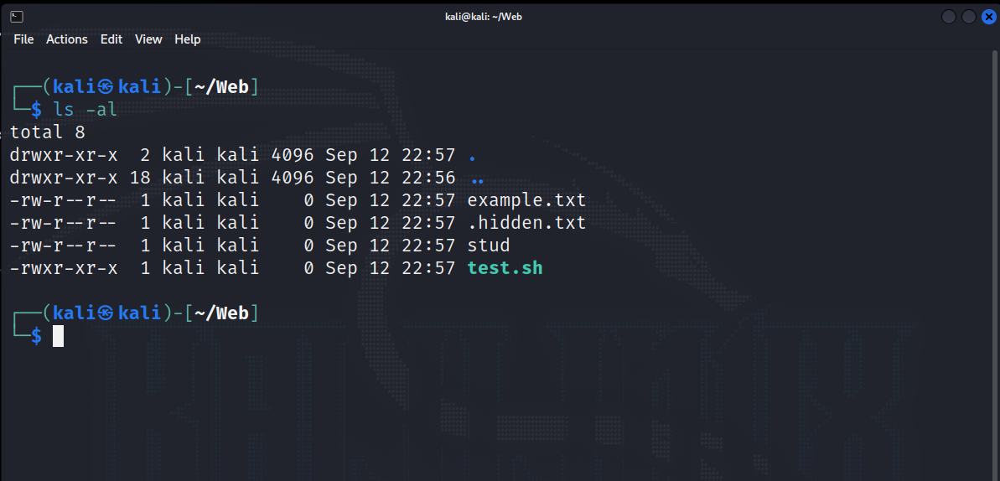 kali@kali: ~/Web
File Actions Edit View Help
┌──(kali㉿kali)-[~/Web]
└─$ ls -al
total 8
drwxr-xr-x  2 kali kali 4096 Sep 12 22:57 .
drwxr-xr-x 18 kali kali 4096 Sep 12 22:56 ..
-rw-r--r--  1 kali kali    0 Sep 12 22:57 example.txt
-rw-r--r--  1 kali kali    0 Sep 12 22:57 .hidden.txt
-rw-r--r--  1 kali kali    0 Sep 12 22:57 stud
-rwxr-xr-x  1 kali kali    0 Sep 12 22:57 test.sh
┌──(kali㉿kali)-[~/Web]
└─$